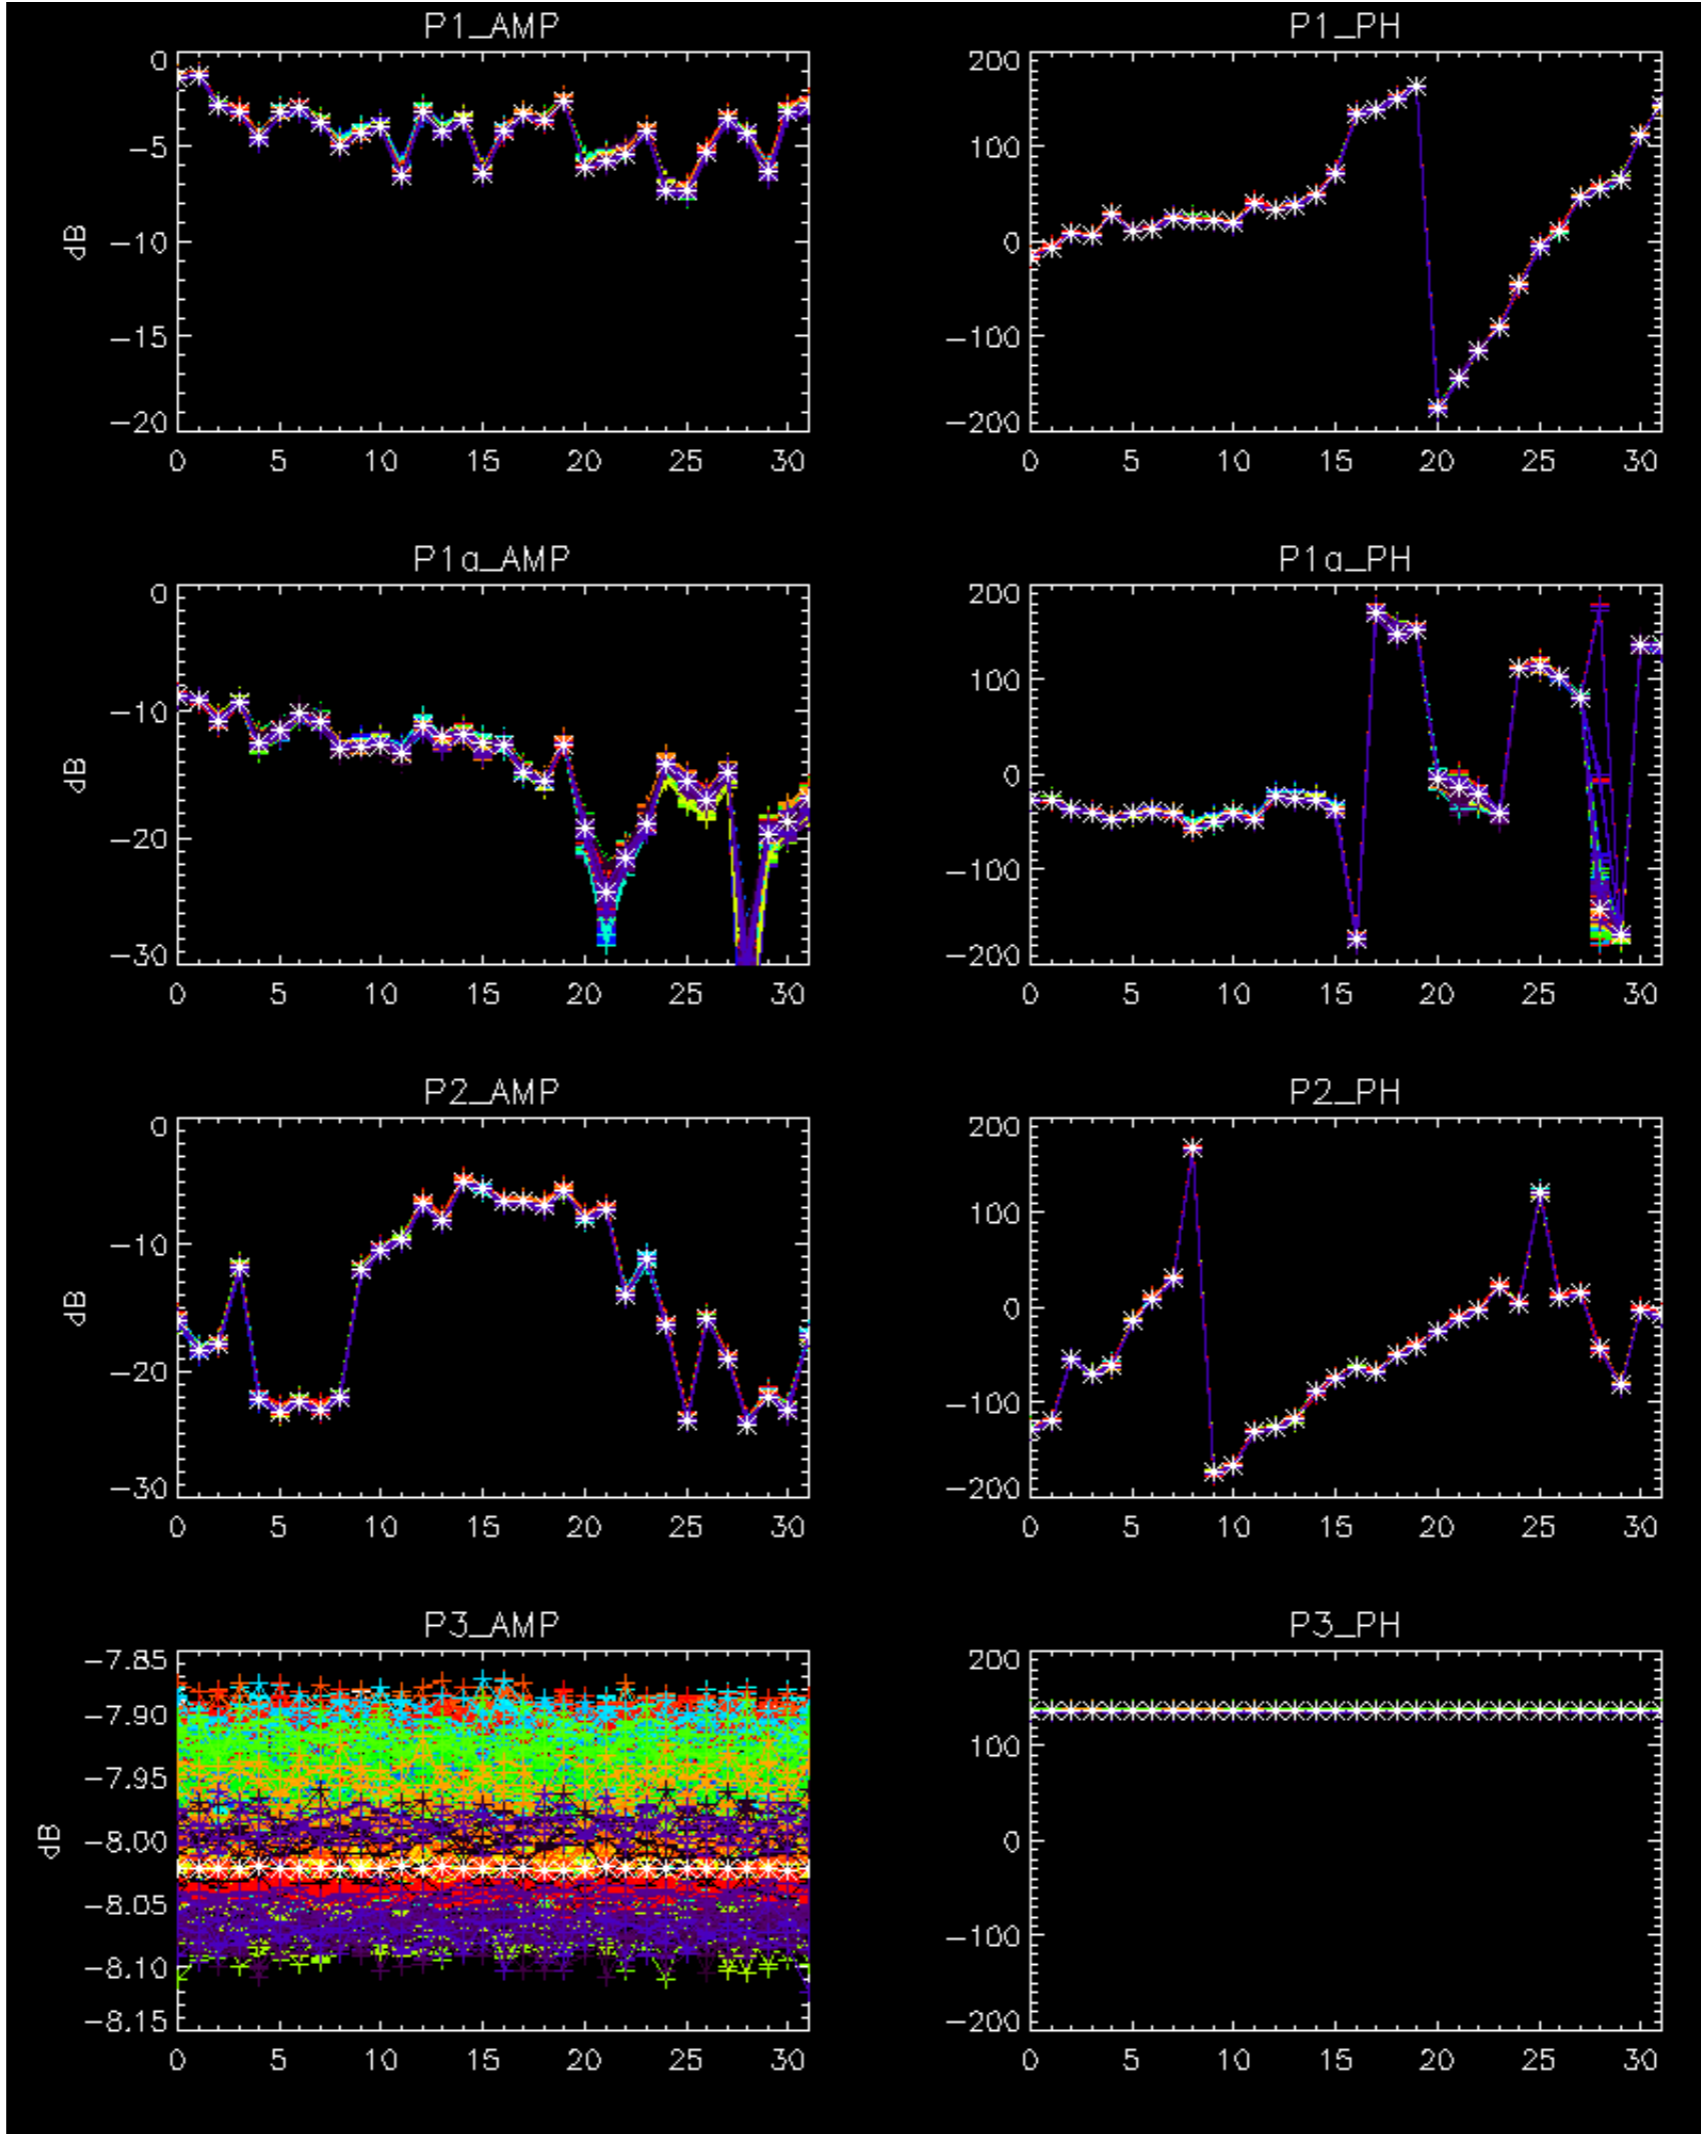 P1_AMP P1_PH
0 200
-5 100
dB -10 0
-15 -100
-20 -200
0 5 10 15 20 25 30 0 5 10 15 20 25 30
P1a_AMP P1a_PH
0 200
-10 100
dB 0
-20 -100
-30 -200
0 5 10 15 20 25 30 0 5 10 15 20 25 30
P2_AMP P2_PH
0 200
-10 100
dB 0
-20 -100
-30 -200
0 5 10 15 20 25 30 0 5 10 15 20 25 30
P3_AMP P3_PH
-7.85 200
-7.90
-7.95 100
dB -8.00 0
-8.05
-8.10 -100
-8.15 -200
0 5 10 15 20 25 30 0 5 10 15 20 25 30